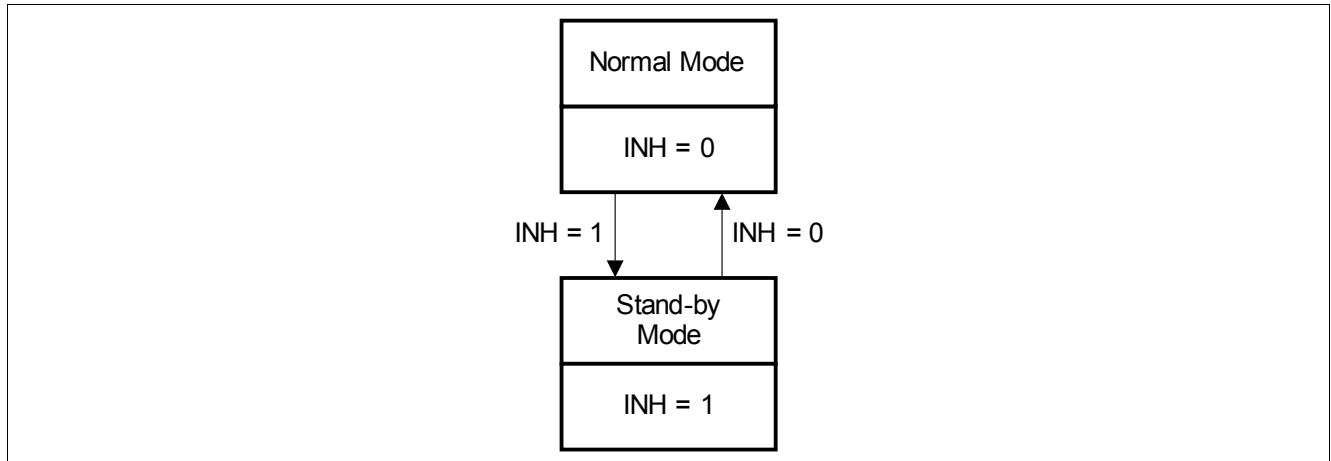 Normal Mode
INH = 0
INH = 1
INH = 0
Stand-by
Mode
INH = 1